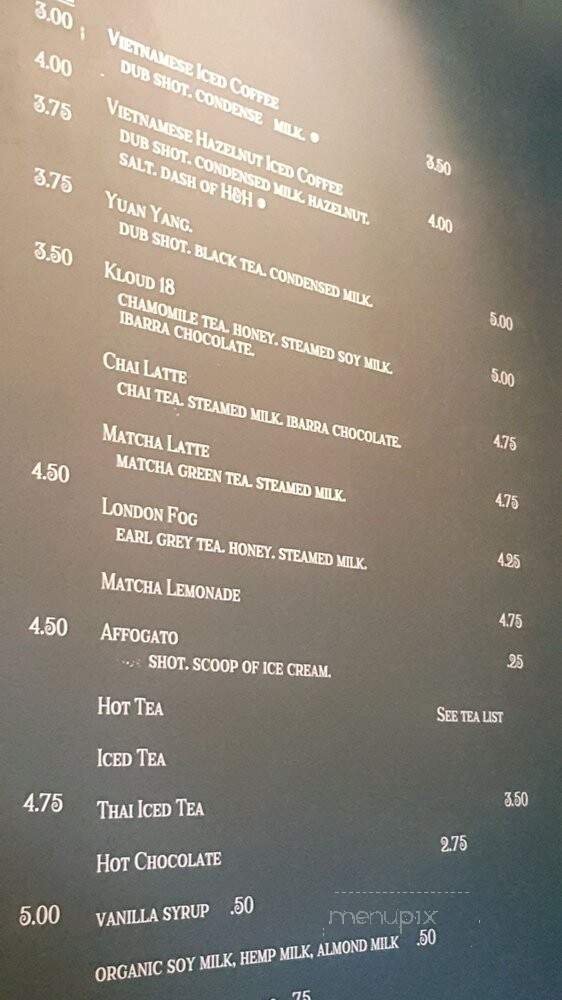 3.00
4.00
3.75
3.75
3.50
4.50
4.50
4.75
5.00
Vietnamese Iced Coffee
dub shot. condense milk.
3.50
Vietnamese Hazelnut Iced Coffee
dub shot. condensed milk. hazelnut.
salt. dash of H&H
4.00
Yuan Yang.
dub shot. black tea. condensed milk.
5.00
Kloud 18
chamomile tea. honey. steamed soy milk.
ibarra chocolate.
5.00
Chai Latte
chai tea. steamed milk. ibarra chocolate.
4.75
Matcha Latte
matcha green tea. steamed milk.
4.75
London Fog
earl grey tea. honey. steamed milk.
4.25
Matcha Lemonade
4.75
Affogato
shot. scoop of ice cream.
.25
Hot Tea
See tea list
Iced Tea
Thai Iced Tea
3.50
Hot Chocolate
2.75
vanilla syrup .50
organic soy milk, hemp milk, almond milk .50
.75
menupix